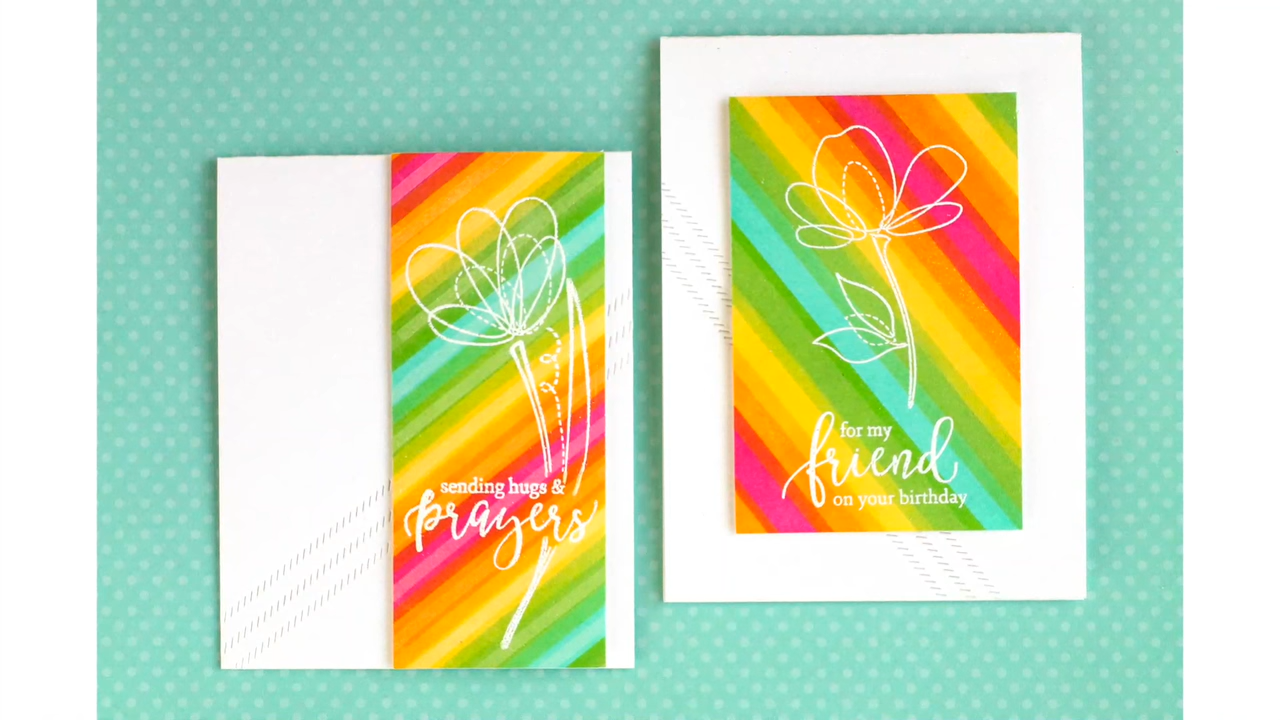 sending hugs &
prayers
for my
friend
on your birthday